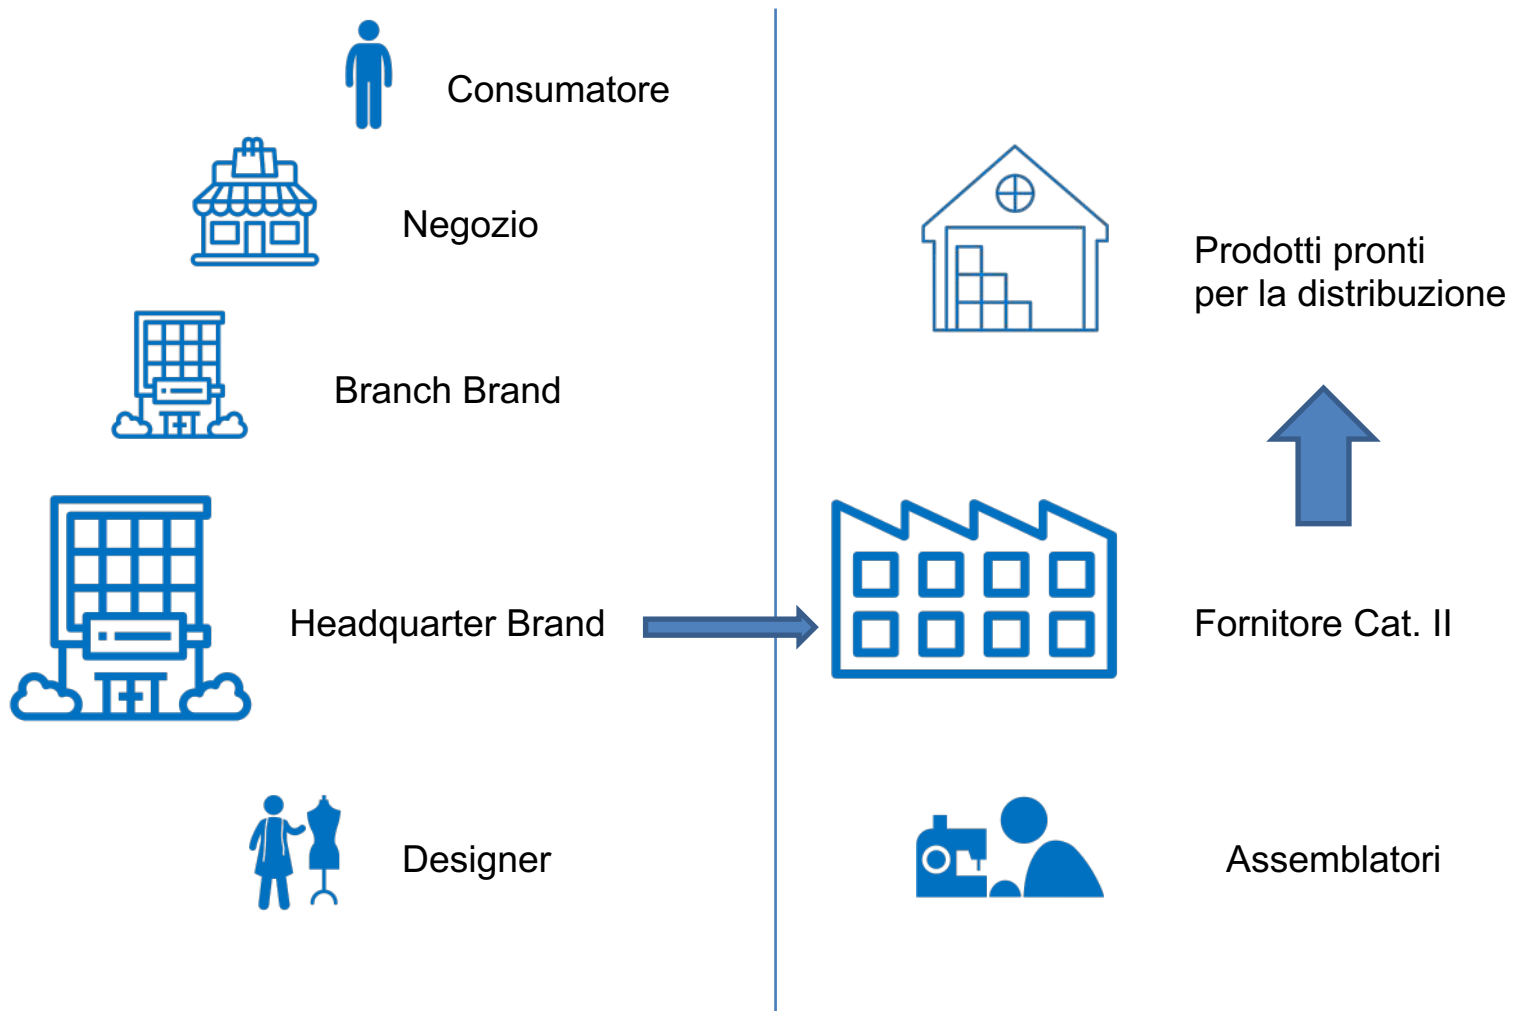 Consumatore
Negozio
Branch Brand
Headquarter Brand
Designer
Prodotti pronti
per la distribuzione
Fornitore Cat. II
Assemblatori